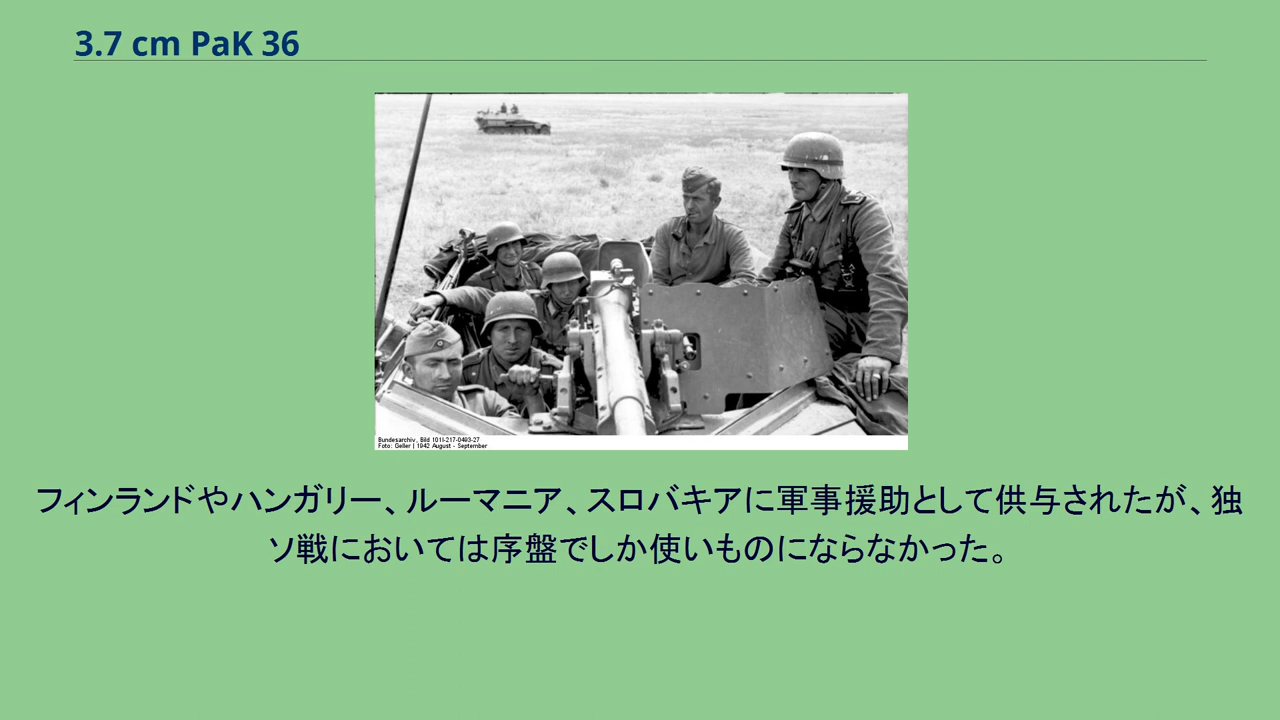 3.7 cm PaK 36
Bundesarchiv, Bild 101I-217-0493-27
Foto: Geller | 1942 August - September
フィンランドやハンガリー、ルーマニア、スロバキアに軍事援助として供与されたが、独
ソ戦においては序盤でしか使いものにならなかった。